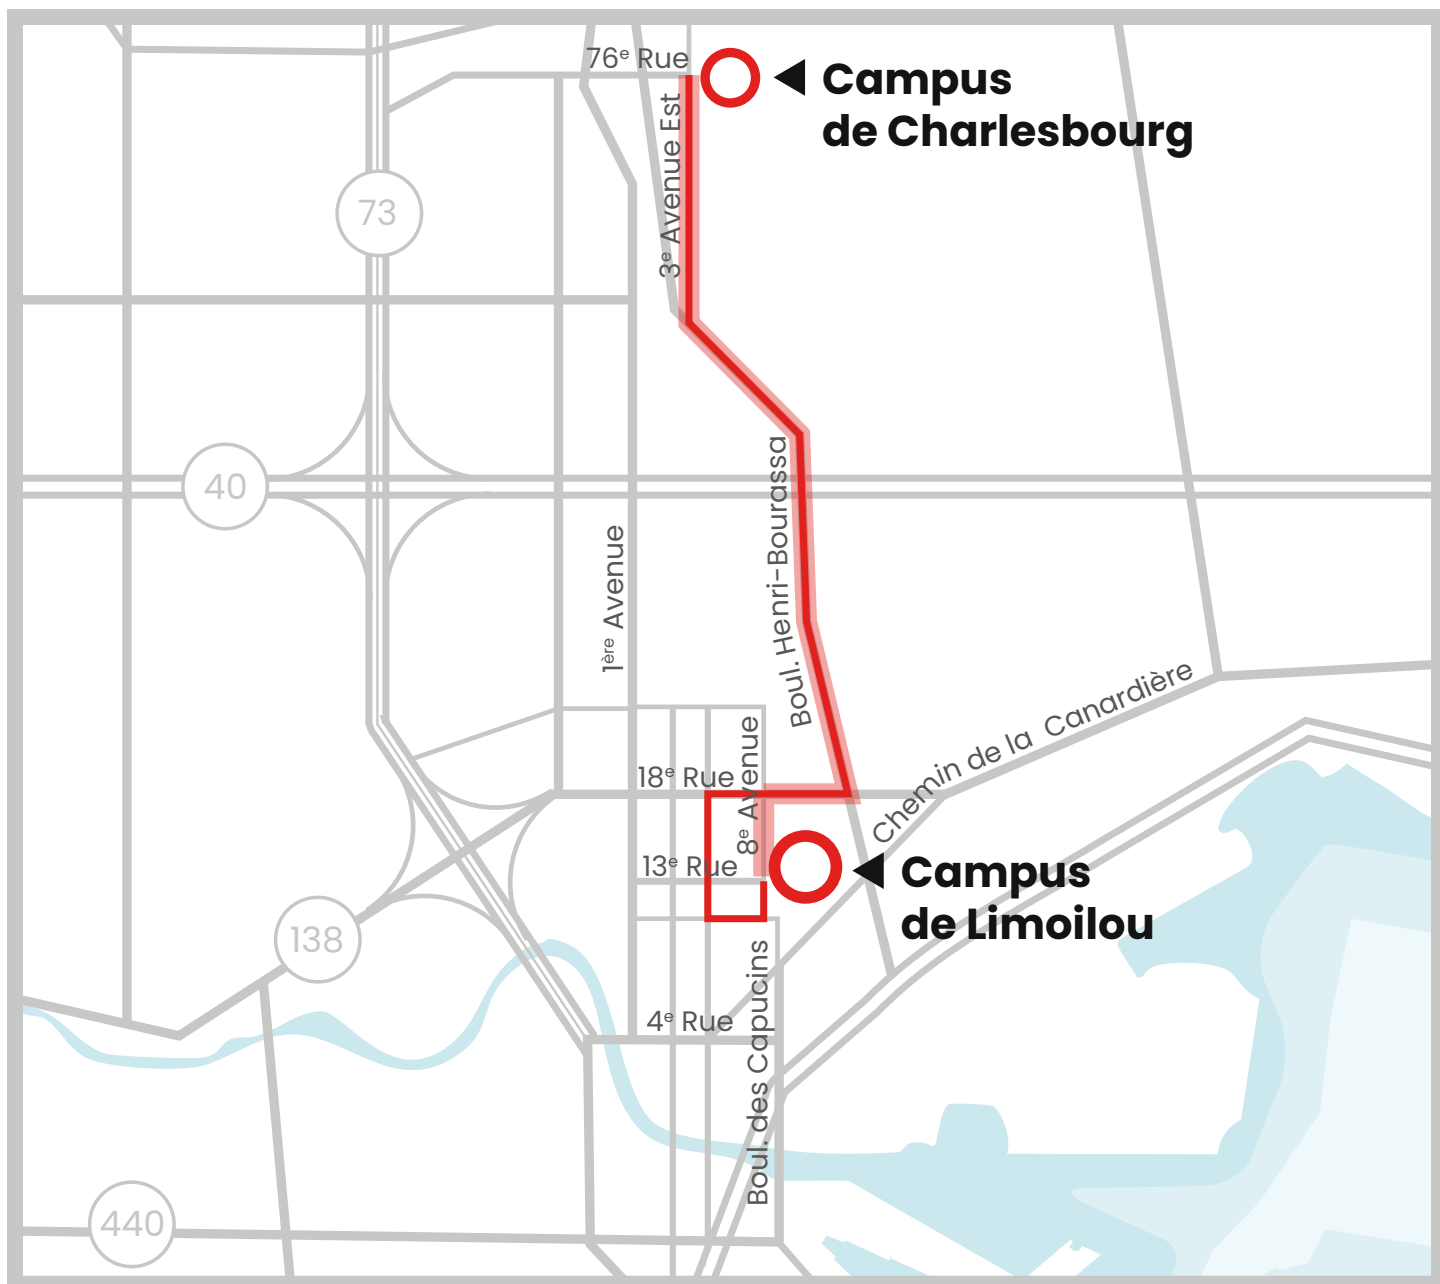 76e Rue
Campus
de Charlesbourg
3e Avenue Est
73
40
Boul. Henri-Bourassa
1ère Avenue
Chemin de la Canardière
18e Rue
8e Avenue
13e Rue
Campus
de Limoilou
138
4e Rue
Boul. des Capucins
440